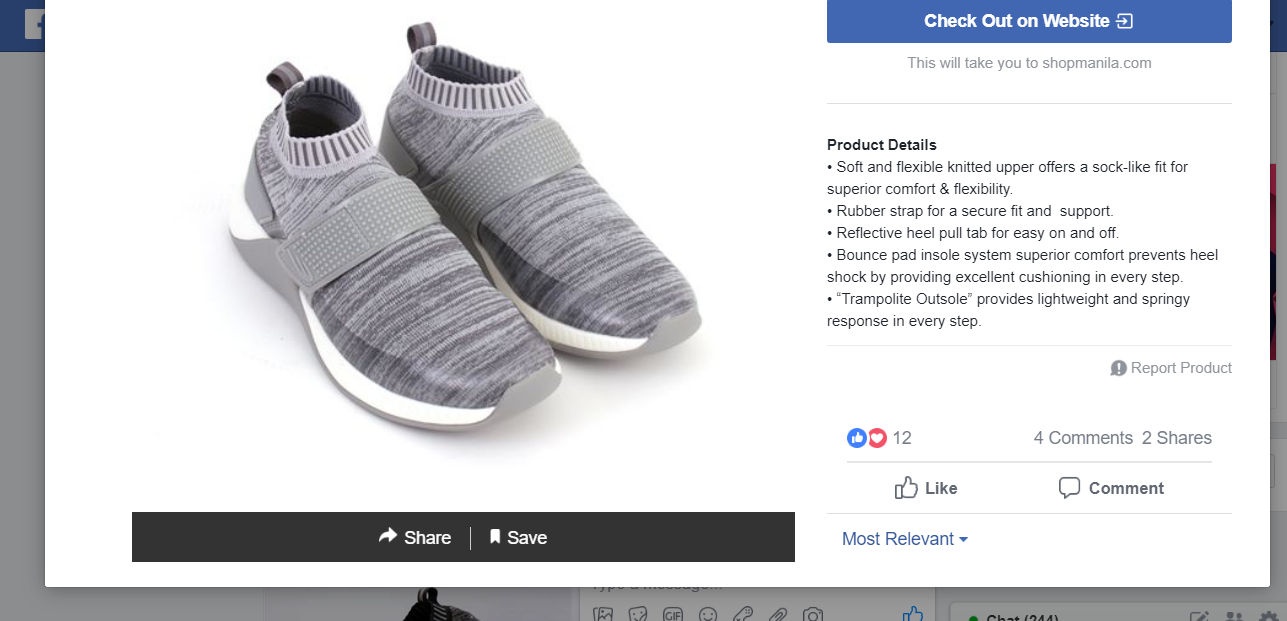 Check Out on Website
This will take you to shopmanila.com
Product Details
• Soft and flexible knitted upper offers a sock-like fit for
superior comfort & flexibility.
• Rubber strap for a secure fit and  support.
• Reflective heel pull tab for easy on and off.
• Bounce pad insole system superior comfort prevents heel
shock by providing excellent cushioning in every step.
• “Trampolite Outsole” provides lightweight and springy
response in every step.
Report Product
12
4 Comments 2 Shares
Like
Comment
Share
Save
Most Relevant
Type a message...
GIF
Chat (244)